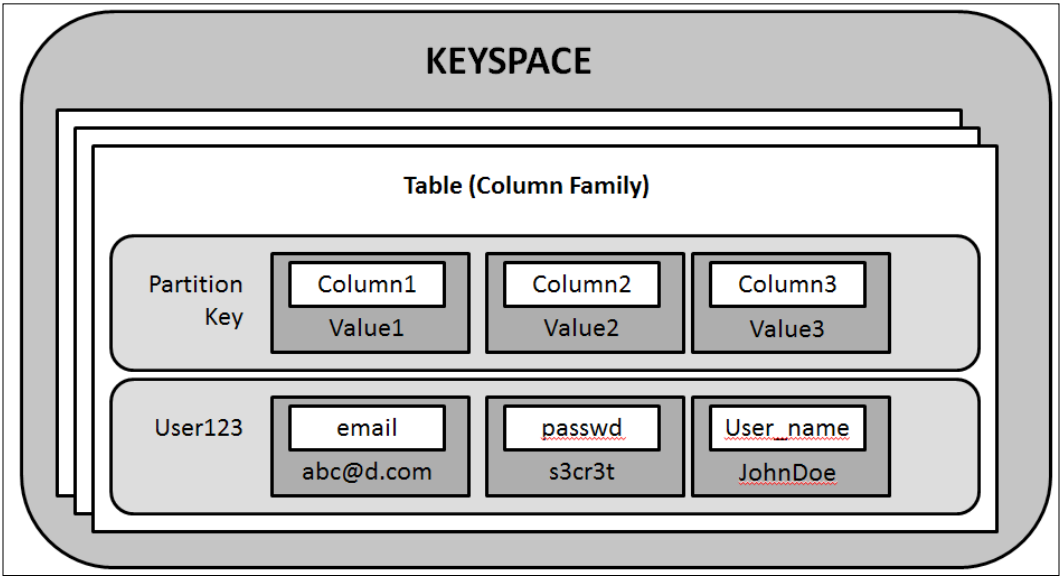 KEYSPACE
Table (Column Family)
Partition
Key
Column1
Value1
Column2
Value2
Column3
Value3
User123
email
abc@d.com
passwd
s3cr3t
User_name
JohnDoe